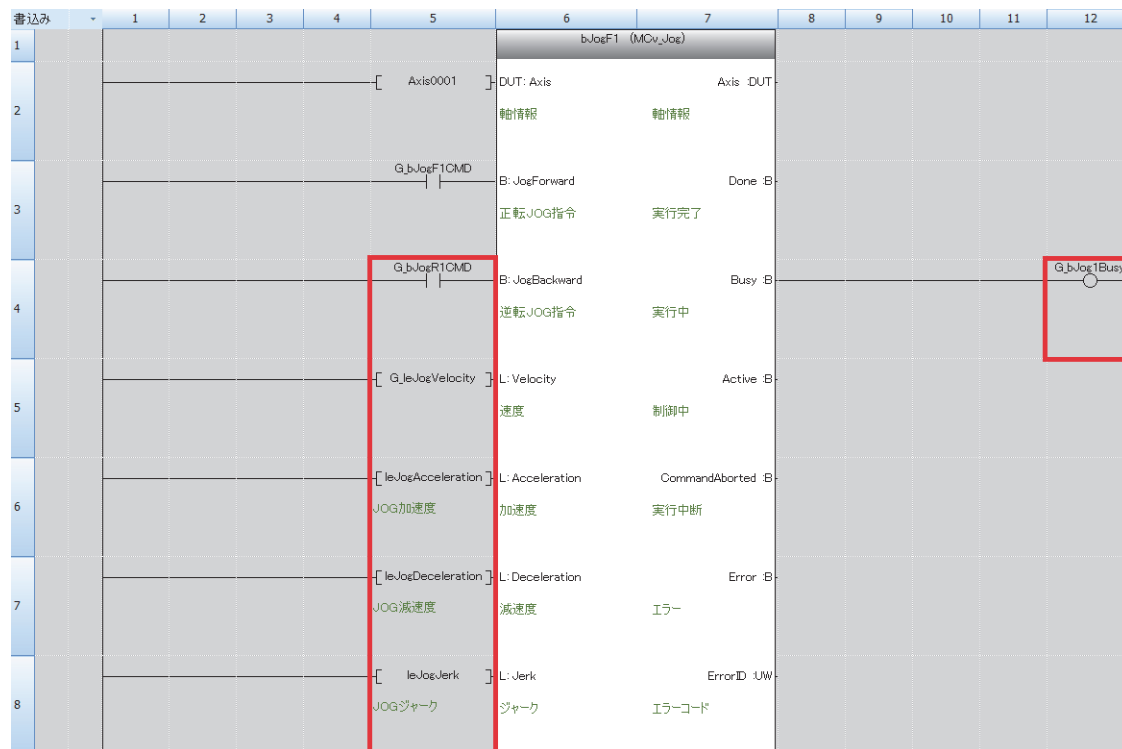 書込み 1 2 3 4 5 6 7 8 9 10 11 12
1 bJogF1 (MCv_Jog)
Axis0001 DUT: Axis Axis :DUT
2 軸情報 軸情報
G_bJogF1CMD
B: JogForward Done :B
3 正転JOG指令 実行完了
G_bJogR1CMD G_bJog1Busy
B: JogBackward Busy :B
4 逆転JOG指令 実行中
G_leJogVelocity L: Velocity Active :B
5 速度 制御中
leJogAcceleration L: Acceleration CommandAborted :B
6 JOG加速度 加速度 実行中断
leJogDeceleration L: Deceleration Error :B
7 JOG減速度 減速度 エラー
leJogJerk L: Jerk ErrorID :UW
8 JOGジャーク ジャーク エラーコード